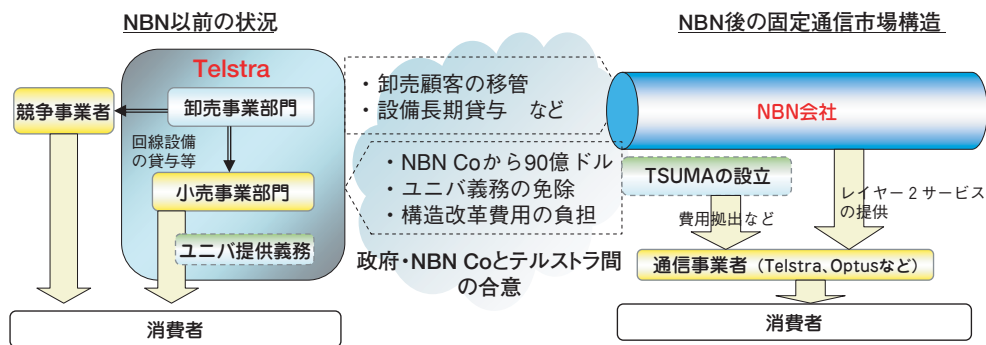 NBN以前の状況
Telstra
競争事業者
卸売事業部門
回線設備
の貸与等
小売事業部門
ユニバ提供義務
消費者
・卸売顧客の移管
・設備長期貸与 など
・NBN Coから90億ドル
・ユニバ義務の免除
・構造改革費用の負担
政府・NBN Coとテルストラ間
の合意
NBN後の固定通信市場構造
NBN会社
TSUMAの設立
費用拠出など
レイヤー2サービス
の提供
通信事業者(Telstra、Optusなど)
消費者